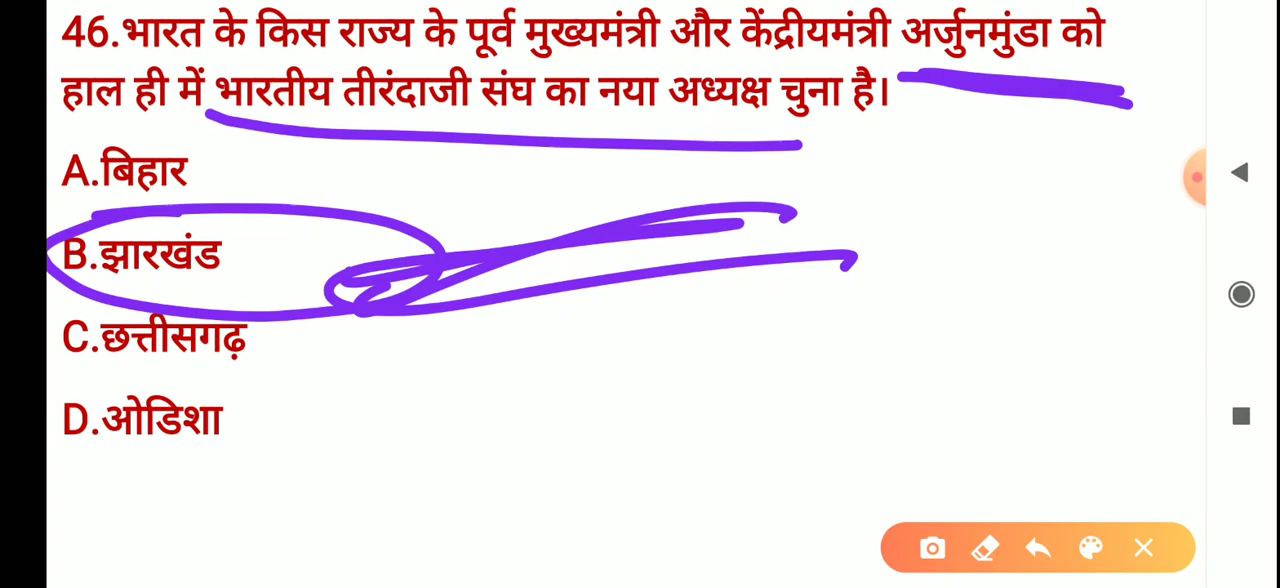 46.भारत के किस राज्य के पूर्व मुख्यमंत्री और केंद्रीयमंत्री अर्जुनमुंडा को
हाल ही में भारतीय तीरंदाजी संघ का नया अध्यक्ष चुना है।
A.बिहार
B.झारखंड
C.छत्तीसगढ़
D.ओडिशा